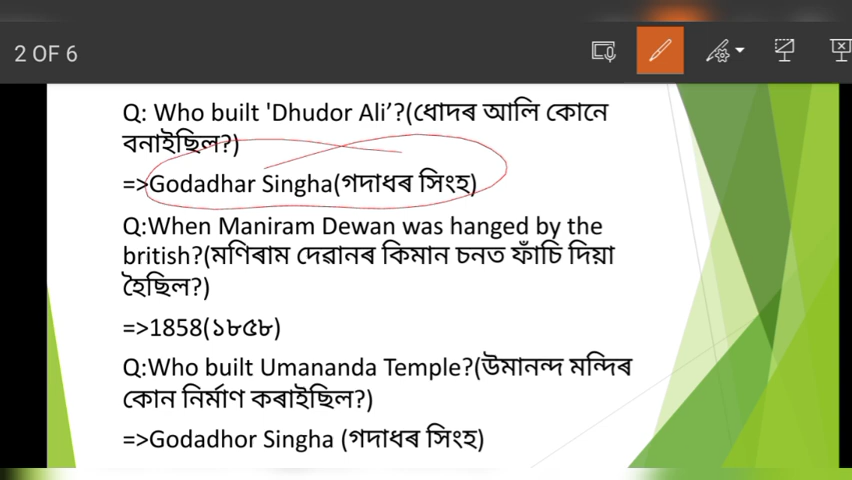 2 OF 6
Q: Who built 'Dhudor Ali’?(ধোদৰ আলি কোনে
বনাইছিল?)
=>Godadhar Singha(গদাধৰ সিংহ)
Q:When Maniram Dewan was hanged by the
british?(মণিৰাম দেৱানৰ কিমান চনত ফাঁচি দিয়া
হৈছিল?)
=>1858(১৮৫৮)
Q:Who built Umananda Temple?(উমানন্দ মন্দিৰ
কোন নিৰ্মাণ কৰাইছিল?)
=>Godadhor Singha (গদাধৰ সিংহ)